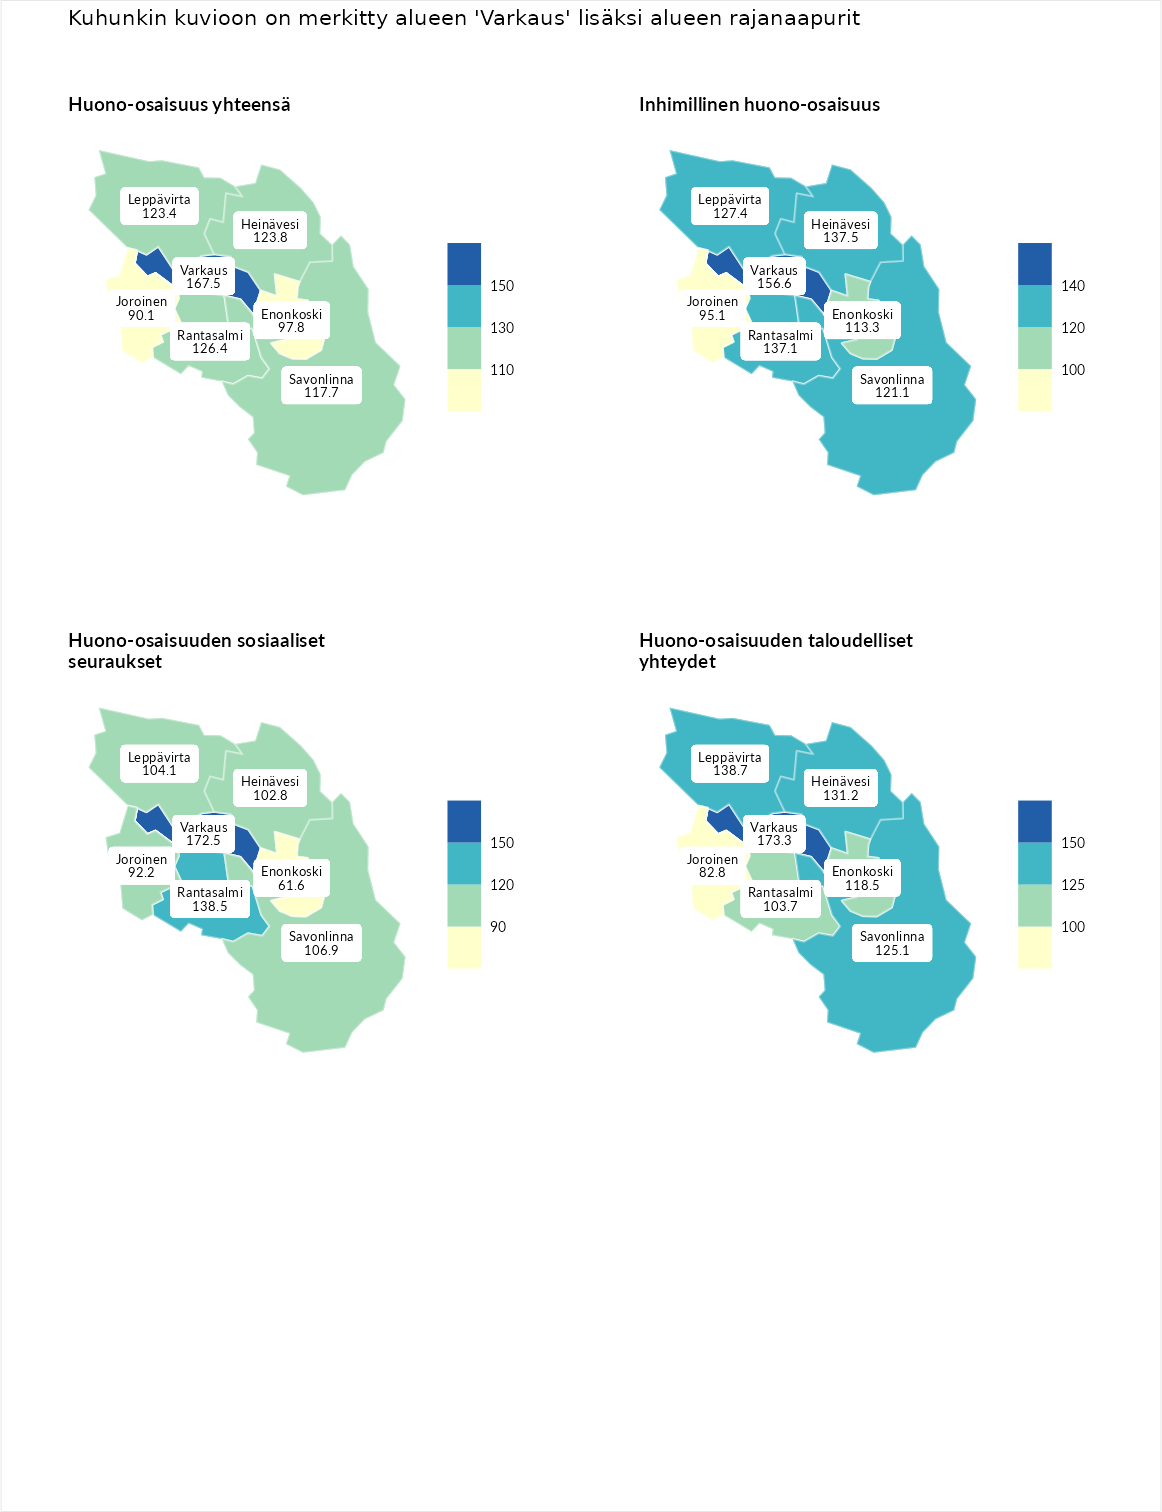 Kuhunkin kuvioon on merkitty alueen 'Varkaus' lisäksi alueen rajanaapurit
Huono-osaisuus yhteensä
Leppävirta
123.4
Heinävesi
123.8
Varkaus
167.5
Joroinen
90.1
Enonkoski
97.8
Rantasalmi
126.4
Savonlinna
117.7
150
130
110
Inhimillinen huono-osaisuus
Leppävirta
127.4
Heinävesi
137.5
Varkaus
156.6
Joroinen
95.1
Enonkoski
113.3
Rantasalmi
137.1
Savonlinna
121.1
140
120
100
Huono-osaisuuden sosiaaliset
seuraukset
Leppävirta
104.1
Heinävesi
102.8
Varkaus
172.5
Joroinen
92.2
Enonkoski
61.6
Rantasalmi
138.5
Savonlinna
106.9
150
120
90
Huono-osaisuuden taloudelliset
yhteydet
Leppävirta
138.7
Heinävesi
131.2
Varkaus
173.3
Joroinen
82.8
Enonkoski
118.5
Rantasalmi
103.7
Savonlinna
125.1
150
125
100